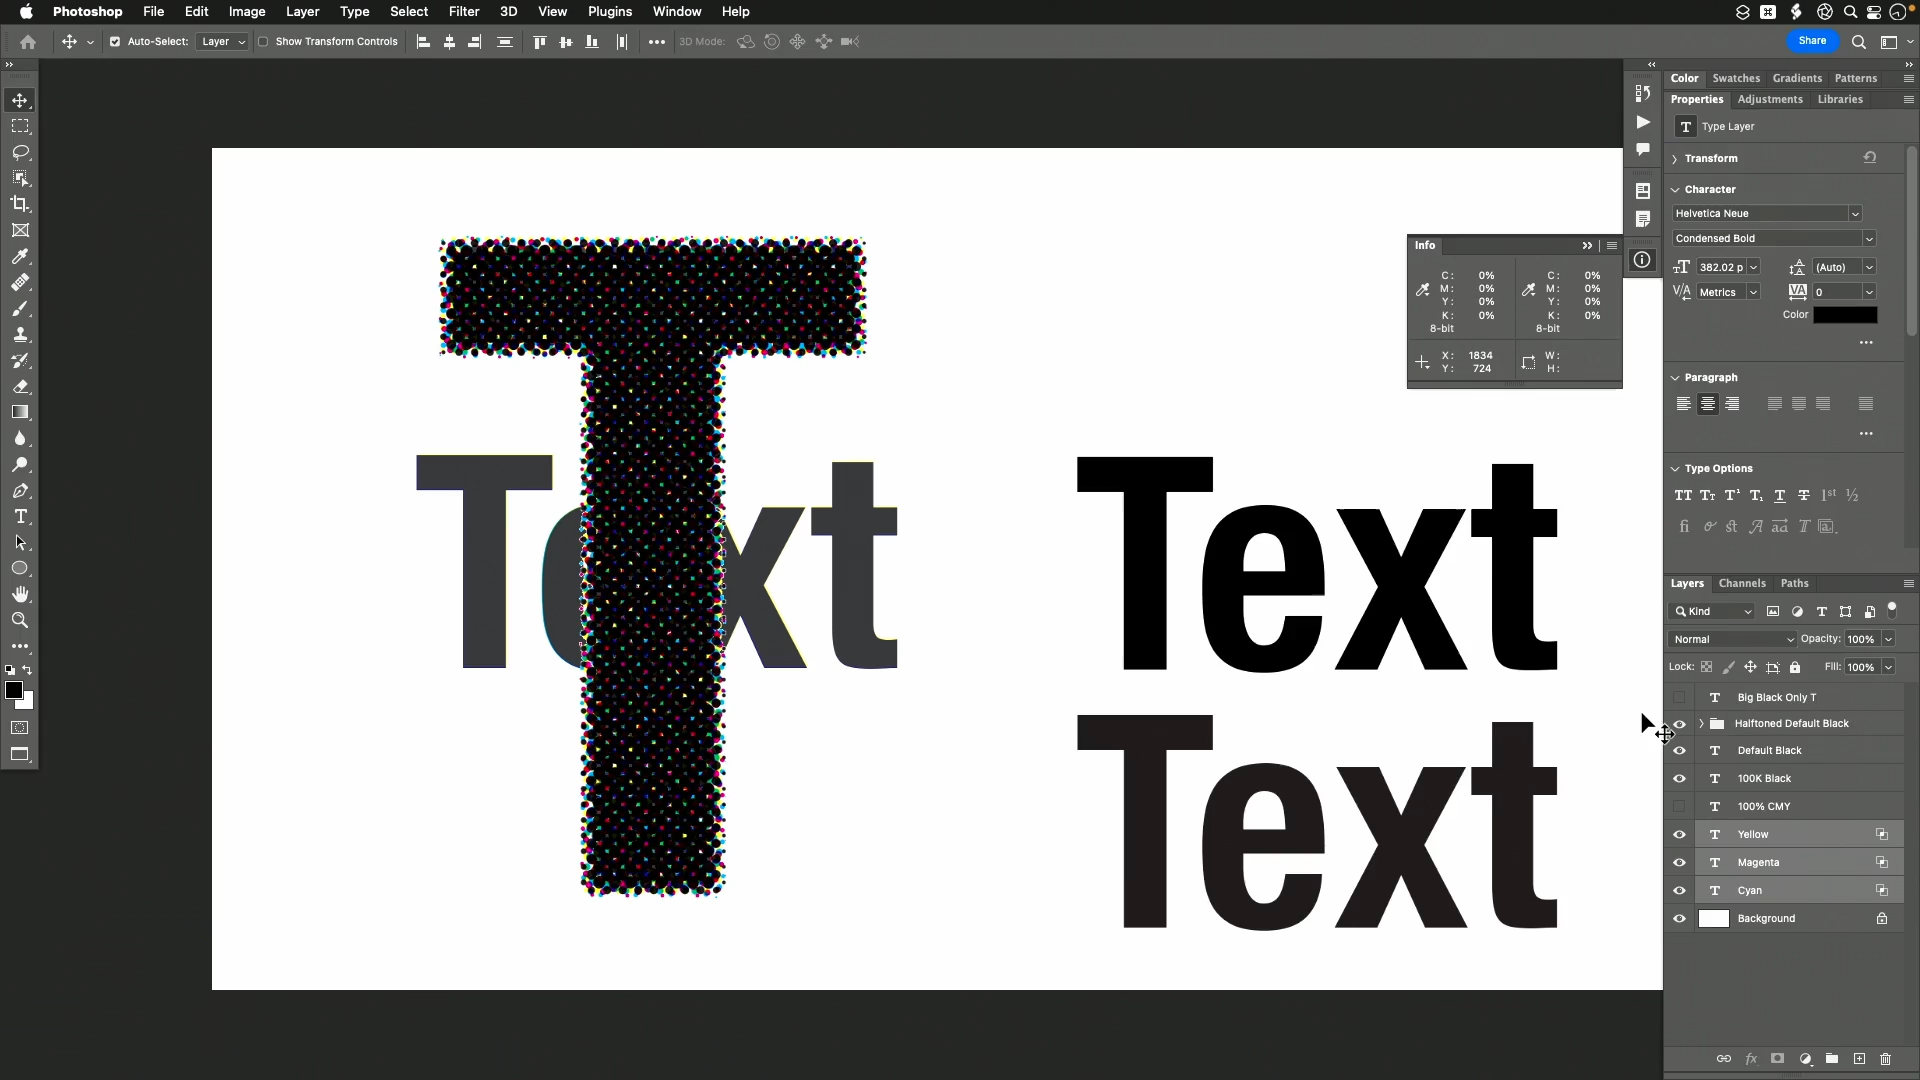 Photoshop File Edit Image Layer Type Select Filter 3D View Plugins Window Help
Auto-Select: Layer Show Transform Controls 3D Mode: Share
Color Swatches Gradients Patterns
Properties Adjustments Libraries
T Type Layer
Transform
Character
Helvetica Neue
Condensed Bold
382.02 p (Auto)
Metrics 0
Color
Paragraph
Type Options
Info
C: 0% C: 0%
M: 0% M: 0%
Y: 0% Y: 0%
K: 0% K: 0%
8-bit 8-bit
X: 1834 W:
Y: 724 H:
T
Text
Text
Text
Layers Channels Paths
Kind
Normal Opacity: 100%
Lock: Fill: 100%
T Big Black Only T
Halftoned Default Black
T Default Black
T 100K Black
T 100% CMY
T Yellow
T Magenta
T Cyan
Background